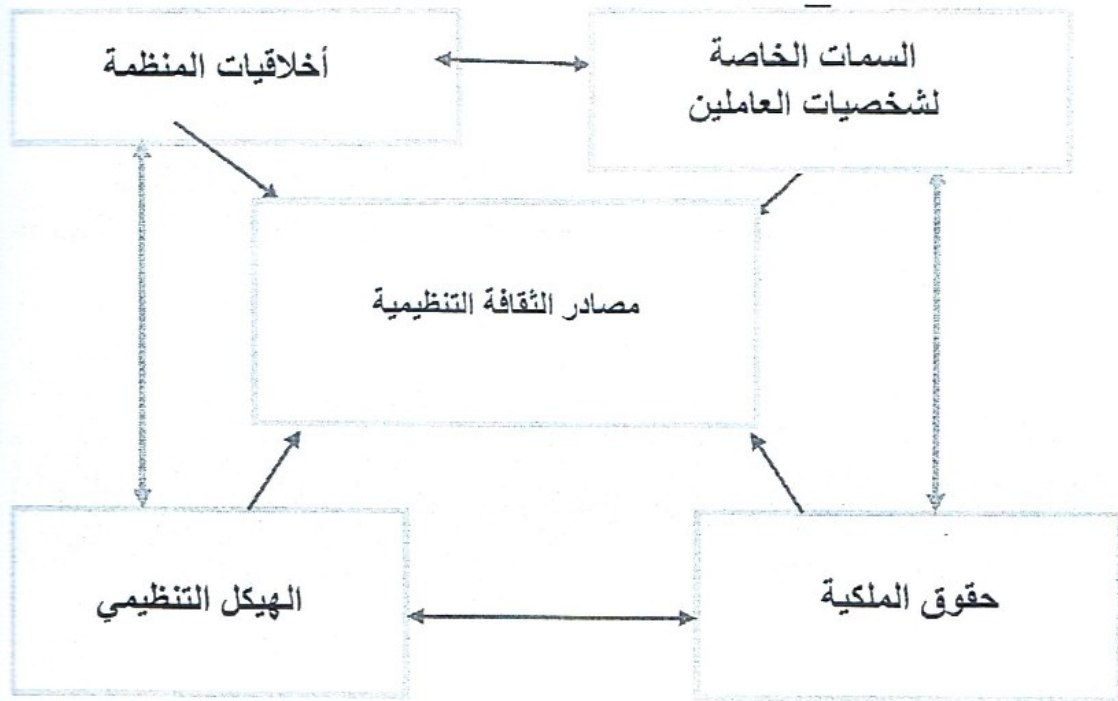 السمات الخاصة
لشخصيات العاملين
أخلاقيات المنظمة
مصادر الثقافة التنظيمية
حقوق الملكية
الهيكل التنظيمي